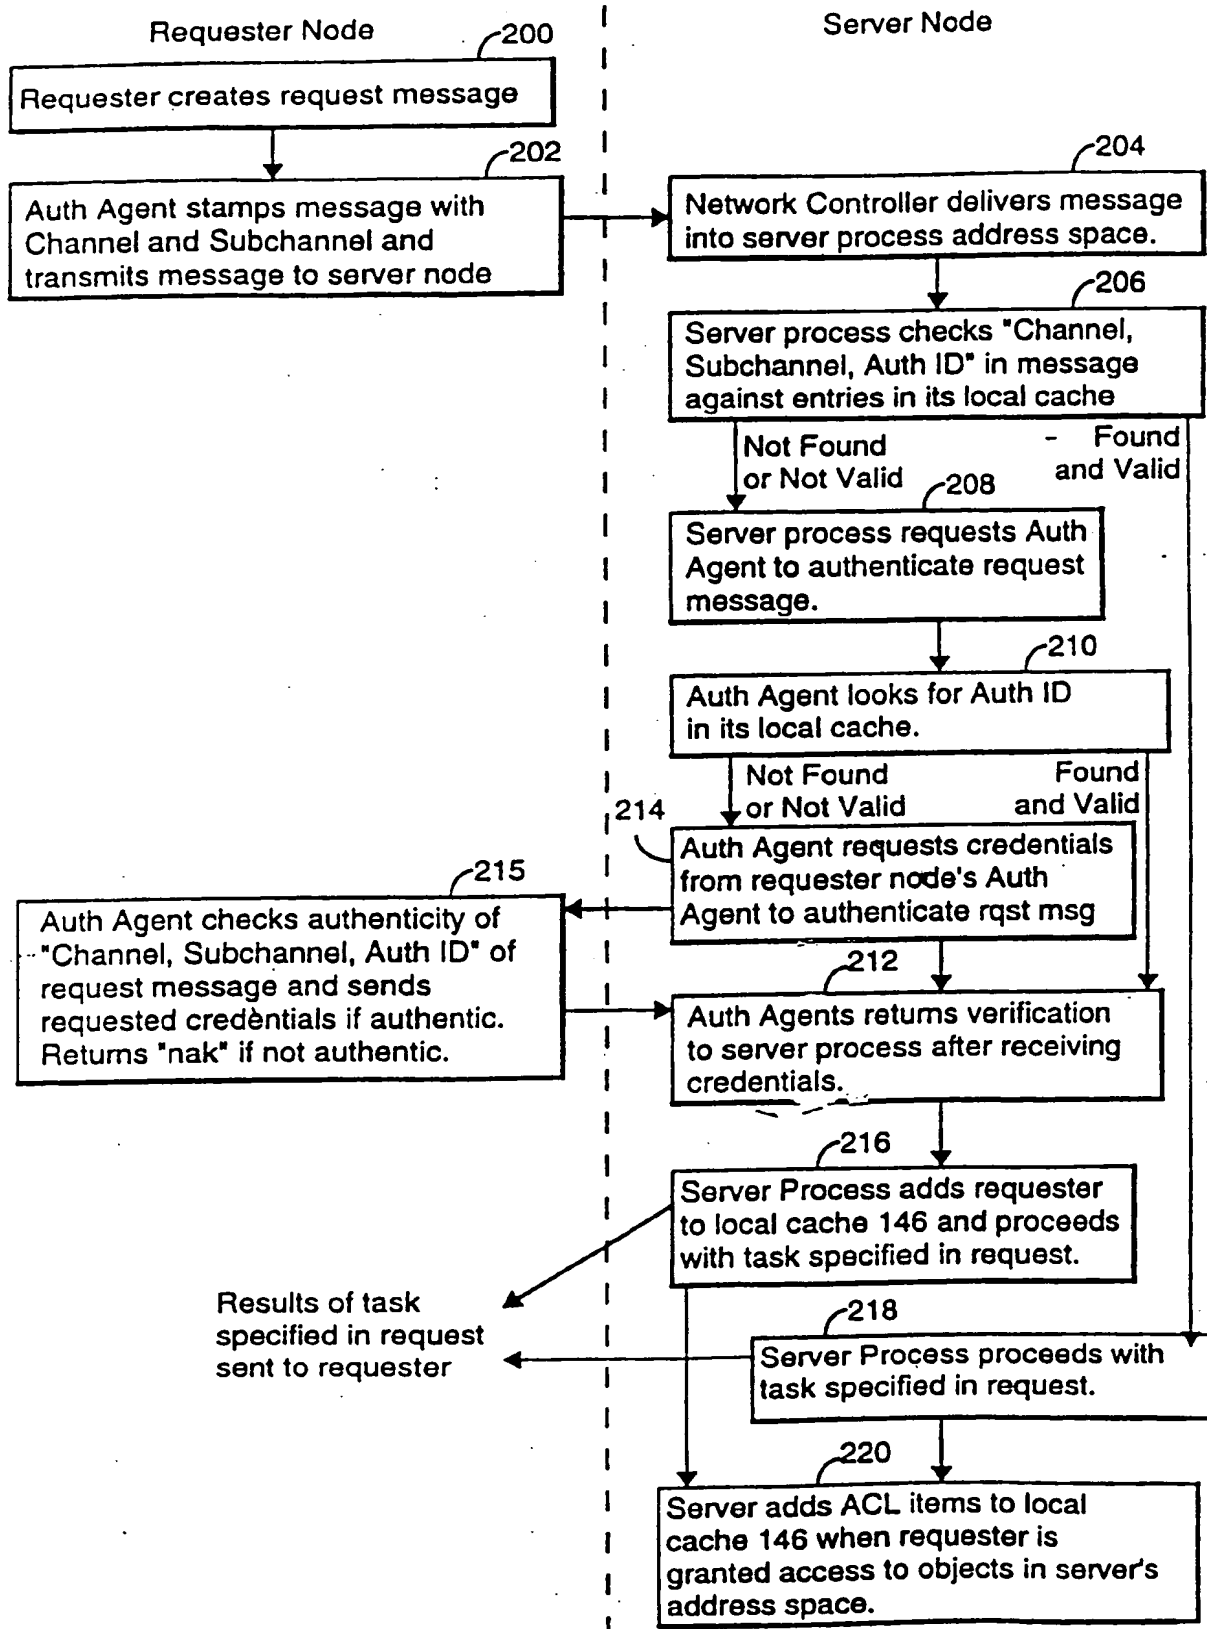 Requester Node
Server Node
200
Requester creates request message
202
Auth Agent stamps message with
Channel and Subchannel and
transmits message to server node
204
Network Controller delivers message
into server process address space.
206
Server process checks "Channel,
Subchannel, Auth ID" in message
against entries in its local cache
Not Found
or Not Valid
Found
and Valid
208
Server process requests Auth
Agent to authenticate request
message.
210
Auth Agent looks for Auth ID
in its local cache.
Not Found
or Not Valid
Found
and Valid
214
Auth Agent requests credentials
from requester node's Auth
Agent to authenticate rqst msg
215
Auth Agent checks authenticity of
"Channel, Subchannel, Auth ID" of
request message and sends
requested credentials if authentic.
Returns "nak" if not authentic.
212
Auth Agents returns verification
to server process after receiving
credentials.
216
Server Process adds requester
to local cache 146 and proceeds
with task specified in request.
Results of task
specified in request
sent to requester
218
Server Process proceeds with
task specified in request.
220
Server adds ACL items to local
cache 146 when requester is
granted access to objects in server's
address space.